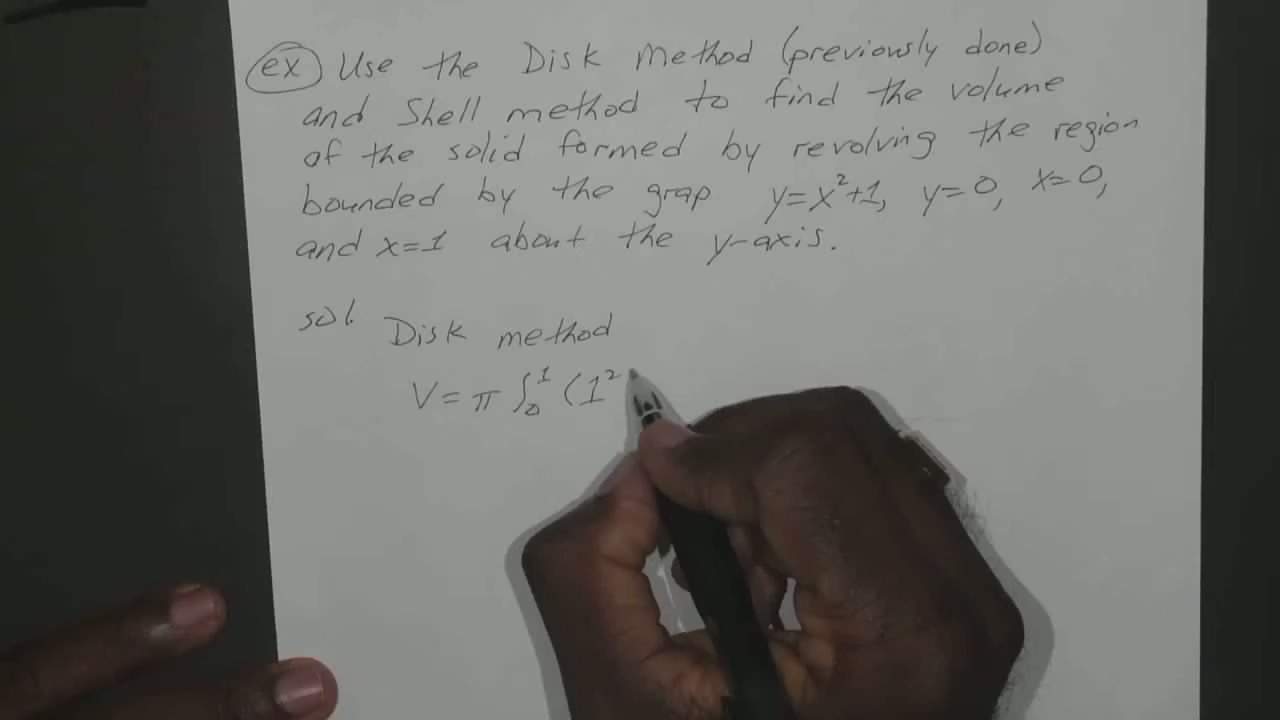 ex Use the Disk Method (previously done)
and Shell method to find the volume
of the solid formed by revolving the region
bounded by the grap y=x²+1, y=0, x=0,
and x=1 about the y-axis.
sol. Disk method
V = π ∫₀¹ (1²